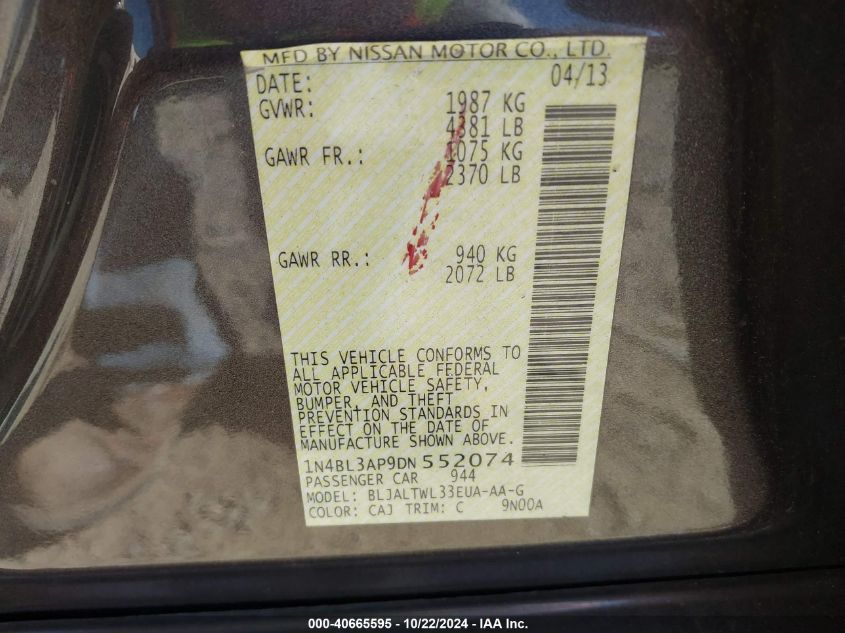 MFD BY NISSAN MOTOR CO., LTD.
DATE: 04/13
GVWR: 1987 KG
4381 LB
GAWR FR.: 1075 KG
2370 LB
GAWR RR.: 940 KG
2072 LB
THIS VEHICLE CONFORMS TO
ALL APPLICABLE FEDERAL
MOTOR VEHICLE SAFETY,
BUMPER, AND THEFT
PREVENTION STANDARDS IN
EFFECT ON THE DATE OF
MANUFACTURE SHOWN ABOVE.
1N4BL3AP9DN 552074
PASSENGER CAR 944
MODEL: BLJALTWL33EUA-AA-G
COLOR: CAJ TRIM: C 9N00A
000-40665595 - 10/22/2024 - IAA Inc.